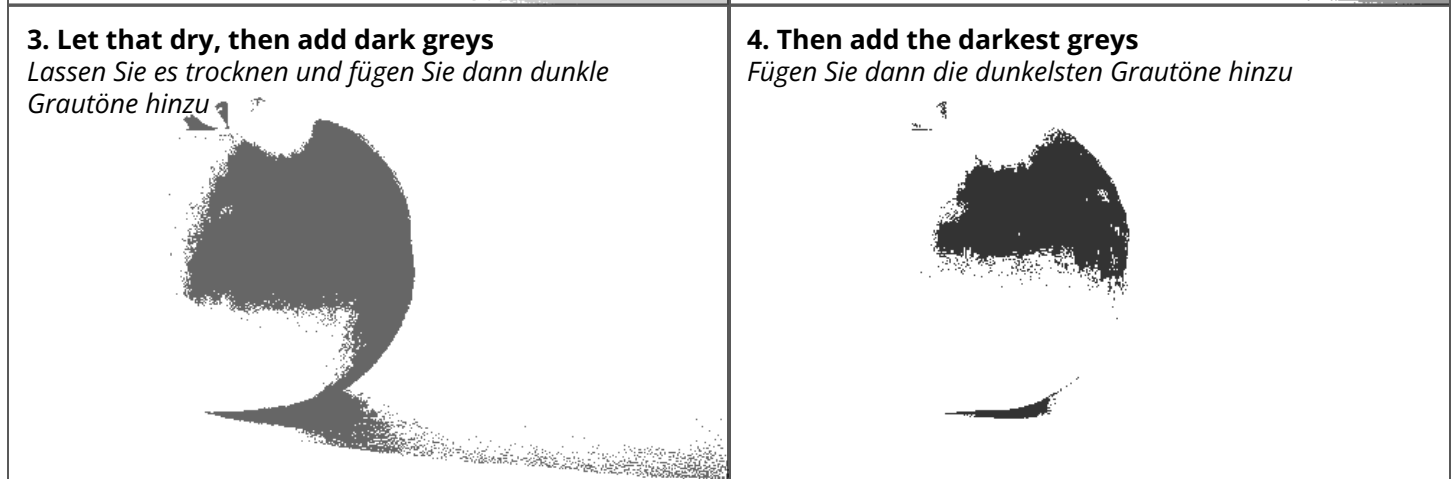 3. Let that dry, then add dark greys
Lassen Sie es trocknen und fügen Sie dann dunkle
Grautöne hinzu
4. Then add the darkest greys
Fügen Sie dann die dunkelsten Grautöne hinzu